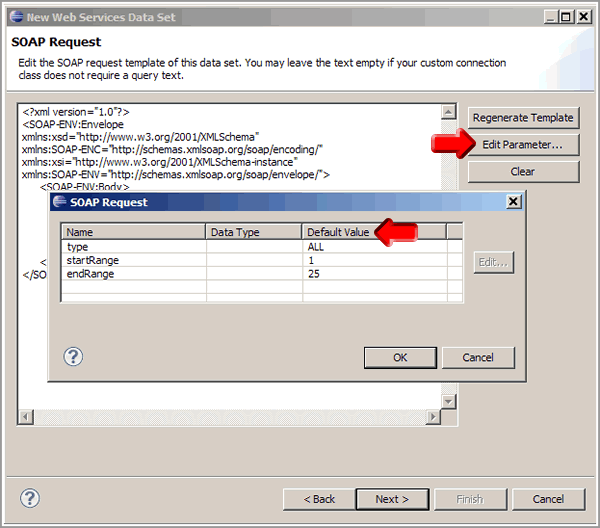 New Web Services Data Set
SOAP Request
Edit the SOAP request template of this data set. You may leave the text empty if your custom connection
class does not require a query text.
<?xml version="1.0"?>
<SOAP-ENV:Envelope
xmlns:xsd="http://www.w3.org/2001/XMLSchema"
xmlns:SOAP-ENC="http://schemas.xmlsoap.org/soap/encoding/"
xmlns:xsi="http://www.w3.org/2001/XMLSchema-instance"
xmlns:SOAP-ENV="http://schemas.xmlsoap.org/soap/envelope/">
<SOAP-ENV:Body>
<
</SO
Regenerate Template
Edit Parameter...
Clear
SOAP Request
Name Data Type Default Value
type ALL
startRange 1
endRange 25
Edit...
? OK Cancel
? < Back Next > Finish Cancel